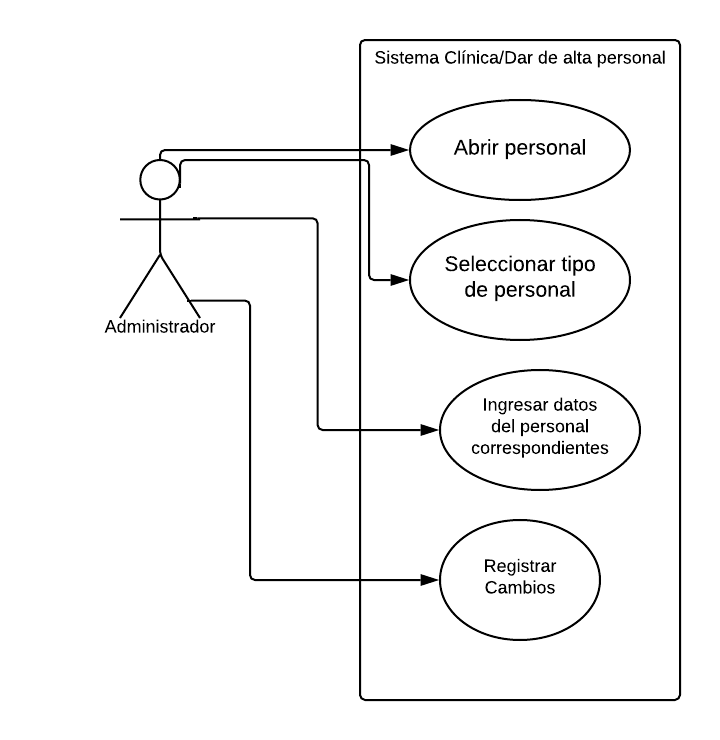 Sistema Clínica/Dar de alta personal
Abrir personal
Seleccionar tipo
de personal
Administrador
Ingresar datos
del personal
correspondientes
Registrar
Cambios